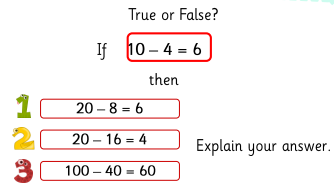 True or False?
If 10 – 4 = 6
then
1 20 – 8 = 6
2 20 – 16 = 4
Explain your answer.
3 100 – 40 = 60